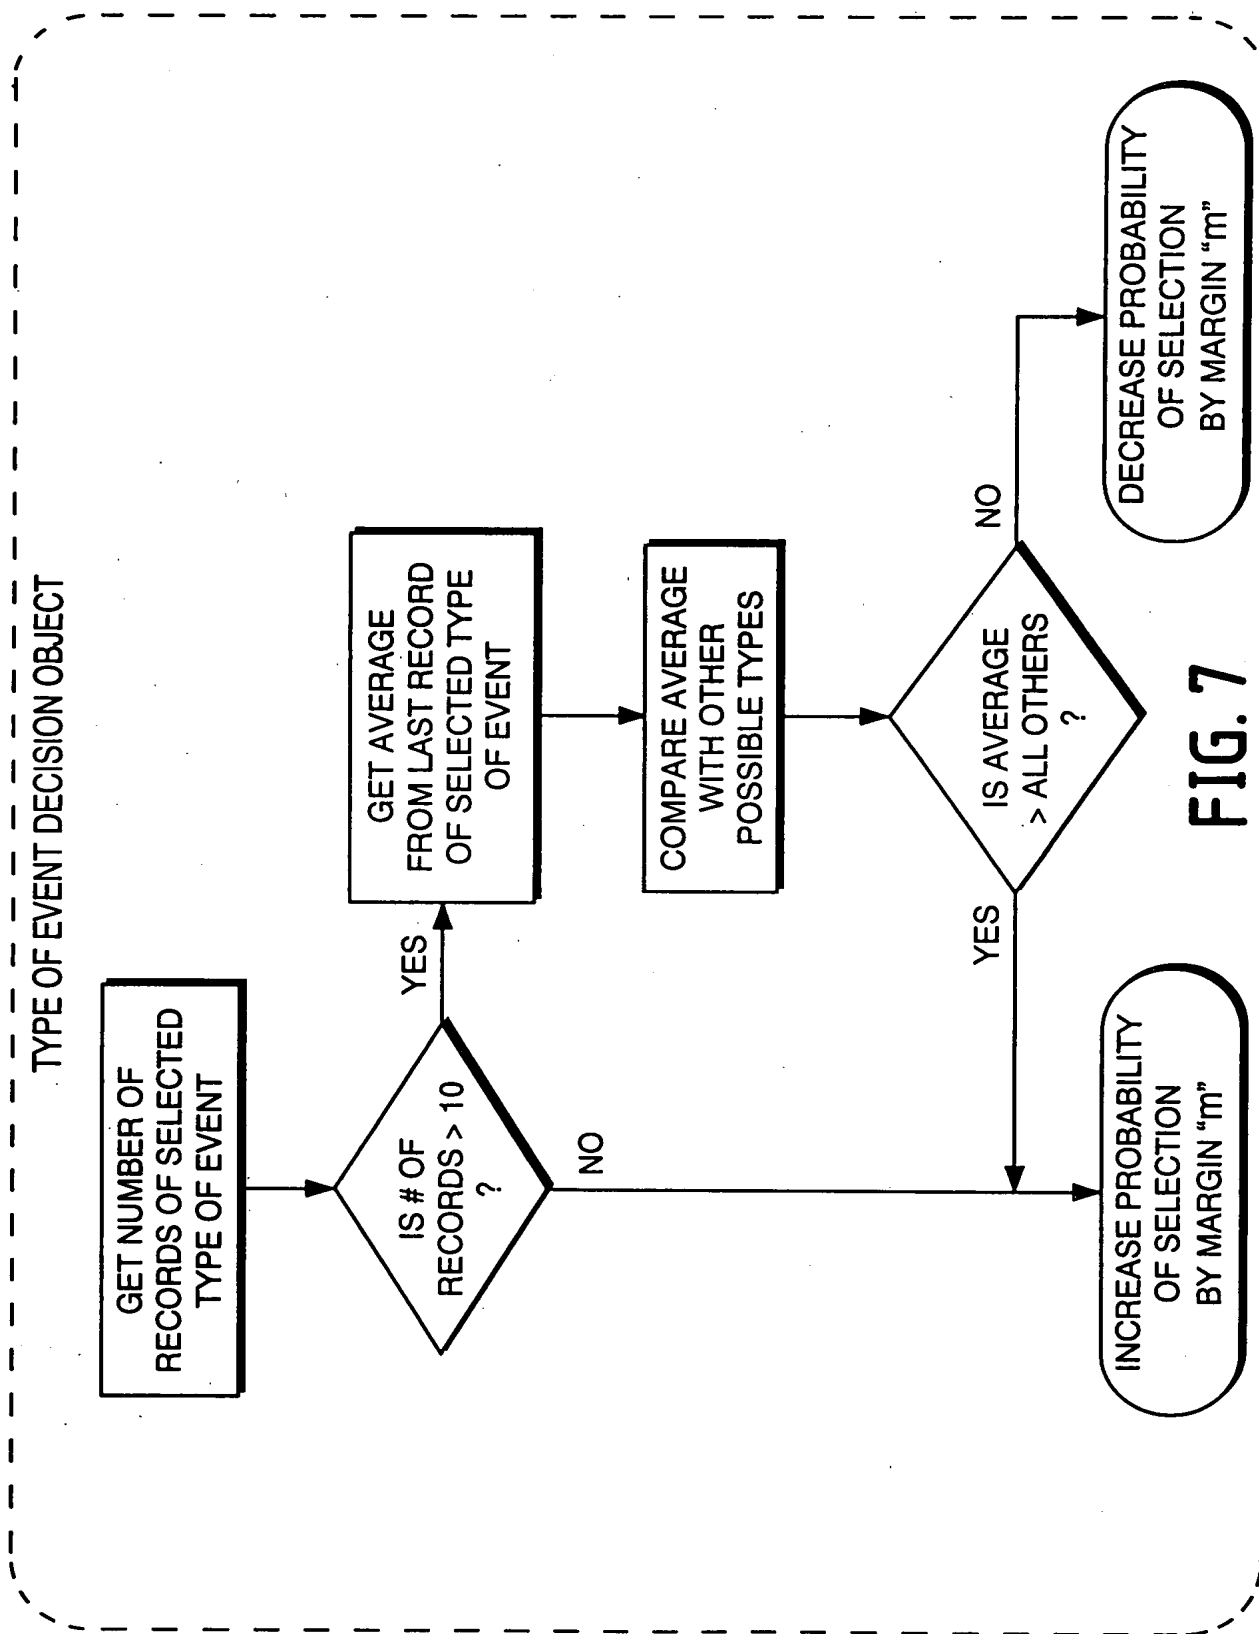 TYPE OF EVENT DECISION OBJECT
GET NUMBER OF
RECORDS OF SELECTED
TYPE OF EVENT
IS # OF
RECORDS > 10
?
YES
NO
GET AVERAGE
FROM LAST RECORD
OF SELECTED TYPE
OF EVENT
COMPARE AVERAGE
WITH OTHER
POSSIBLE TYPES
IS AVERAGE
> ALL OTHERS
?
YES
NO
INCREASE PROBABILITY
OF SELECTION
BY MARGIN “m”
DECREASE PROBABILITY
OF SELECTION
BY MARGIN “m”
FIG. 7